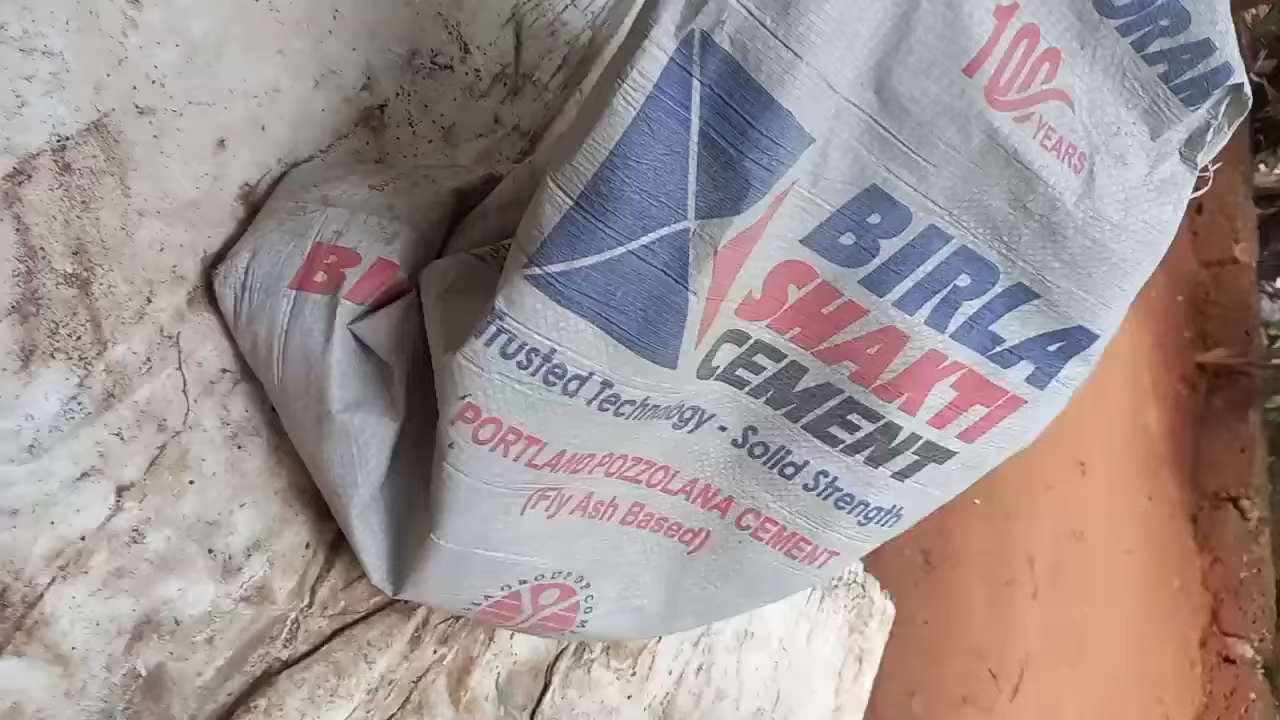 100
YEARS
BIRLA
SHAKTI
CEMENT
Trusted Technology - Solid Strength
PORTLAND POZZOLANA CEMENT
(Fly Ash Based)